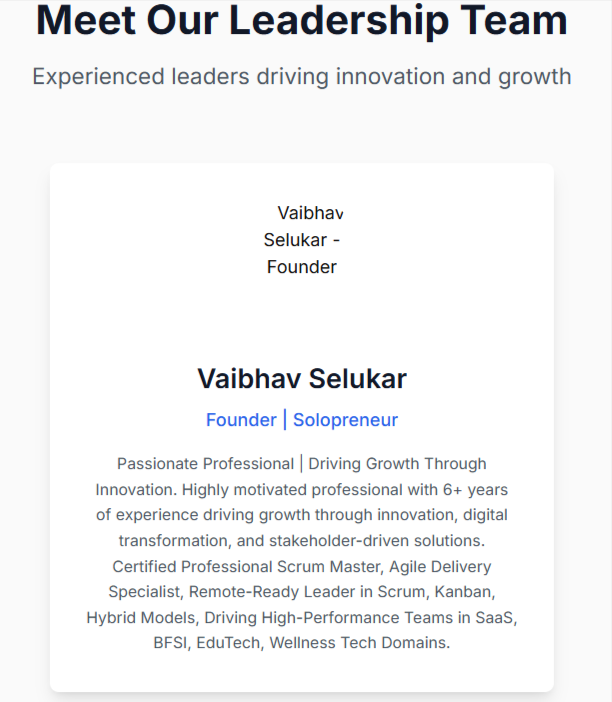 Meet Our Leadership Team
Experienced leaders driving innovation and growth
Vaibhav
Selukar -
Founder
Vaibhav Selukar
Founder | Solopreneur
Passionate Professional | Driving Growth Through
Innovation. Highly motivated professional with 6+ years
of experience driving growth through innovation, digital
transformation, and stakeholder-driven solutions.
Certified Professional Scrum Master, Agile Delivery
Specialist, Remote-Ready Leader in Scrum, Kanban,
Hybrid Models, Driving High-Performance Teams in SaaS,
BFSI, EduTech, Wellness Tech Domains.